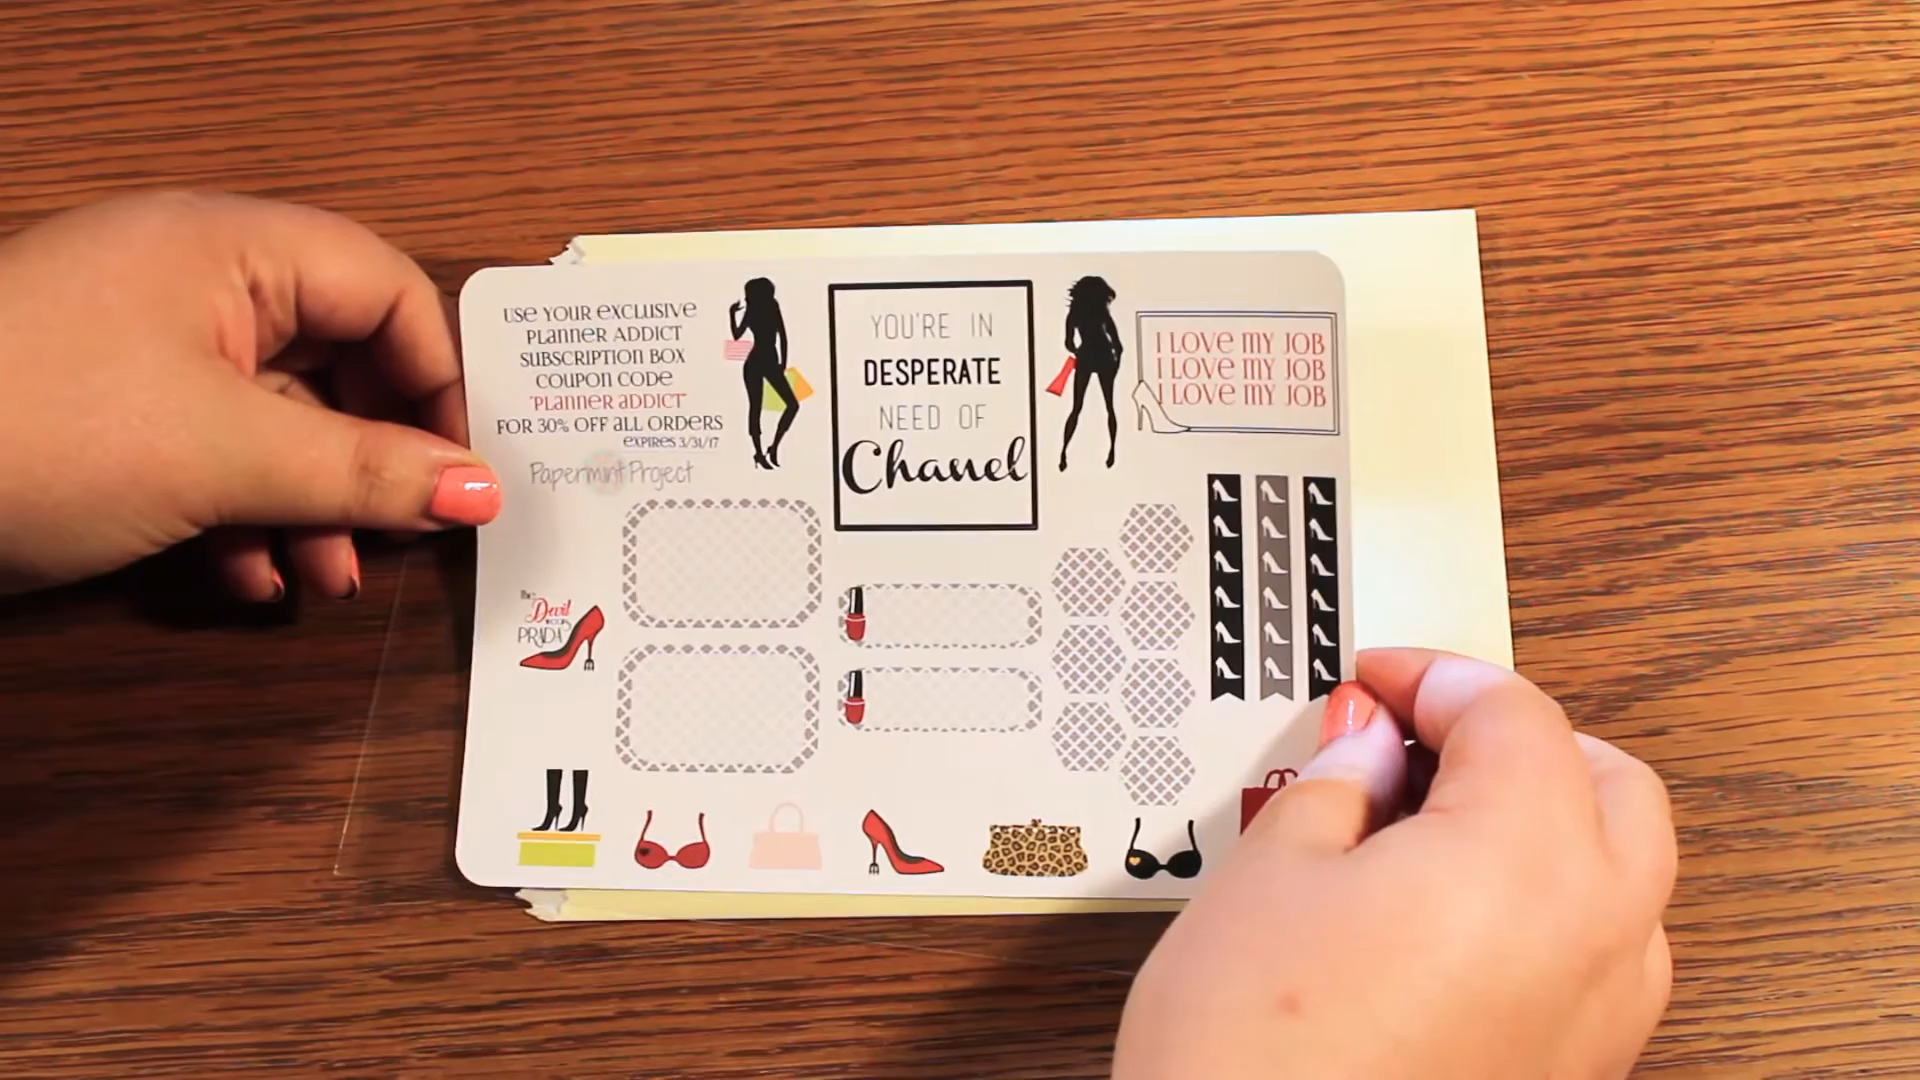 USE YOUR EXCLUSIVE
PLANNER ADDICT
SUBSCRIPTION BOX
COUPON CODE
"PLANNER ADDICT"
FOR 30% OFF ALL ORDERS
EXPIRES 3/31/17
Papermint Project
YOU'RE IN
DESPERATE
NEED OF
Chanel
I LOVE MY JOB
I LOVE MY JOB
I LOVE MY JOB
The
Devil
WEARS
PRADA